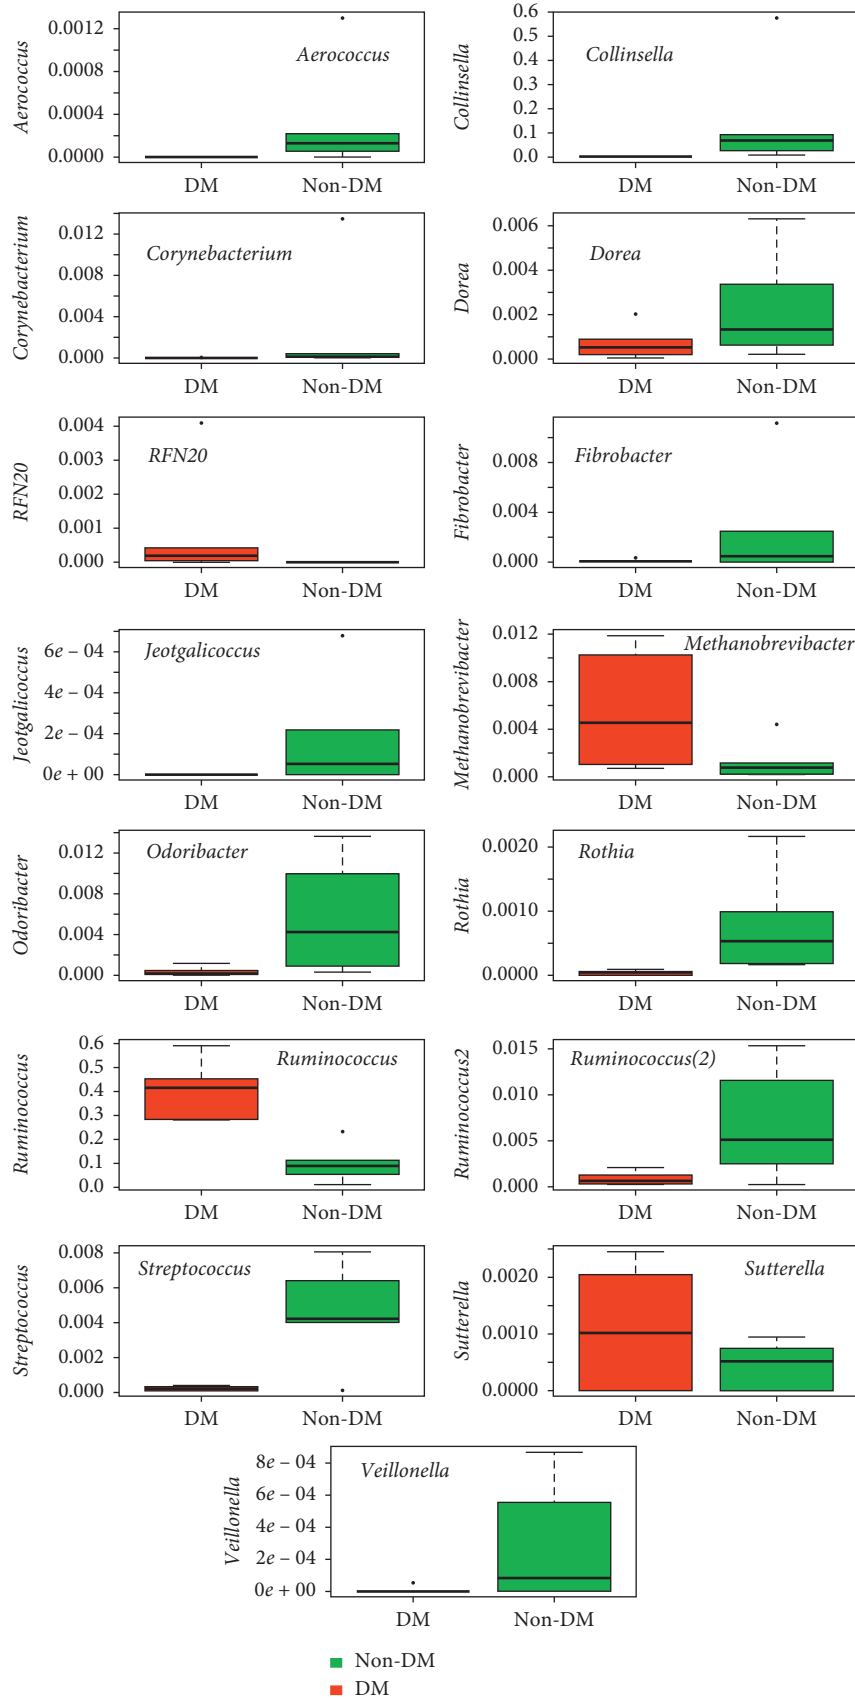 Aerococcus
0.0012
0.0008
0.0004
0.0000
Aerococcus
DM Non-DM
Collinsella
0.6
0.5
0.4
0.3
0.2
0.1
0.0
Collinsella
DM Non-DM
Corynebacterium
0.012
0.008
0.004
0.000
Corynebacterium
DM Non-DM
Dorea
0.006
0.004
0.002
0.000
Dorea
DM Non-DM
RFN20
0.004
0.003
0.002
0.001
0.000
RFN20
DM Non-DM
Fibrobacter
0.008
0.004
0.000
Fibrobacter
DM Non-DM
Jeotgalicoccus
6e – 04
4e – 04
2e – 04
0e + 00
Jeotgalicoccus
DM Non-DM
Methanobrevibacter
0.012
0.008
0.004
0.000
Methanobrevibacter
DM Non-DM
Odoribacter
0.012
0.008
0.004
0.000
Odoribacter
DM Non-DM
Rothia
0.0020
0.0010
0.0000
Rothia
DM Non-DM
Ruminococcus
0.6
0.5
0.4
0.3
0.1
0.0
Ruminococcus
DM Non-DM
Ruminococcus2
0.015
0.010
0.005
0.000
Ruminococcus(2)
DM Non-DM
Streptococcus
0.008
0.006
0.004
0.002
0.000
Streptococcus
DM Non-DM
Sutterella
0.0020
0.0010
0.0000
Sutterella
DM Non-DM
Veillonella
8e – 04
6e – 04
4e – 04
2e – 04
0e + 00
Veillonella
DM Non-DM
Non-DM
DM